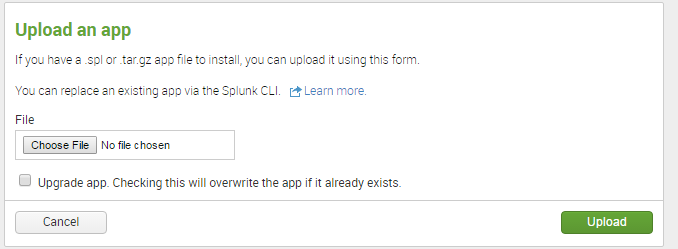 Upload an app
If you have a .spl or .tar.gz app file to install, you can upload it using this form.
You can replace an existing app via the Splunk CLI. Learn more.
File
Choose File No file chosen
Upgrade app. Checking this will overwrite the app if it already exists.
Cancel Upload